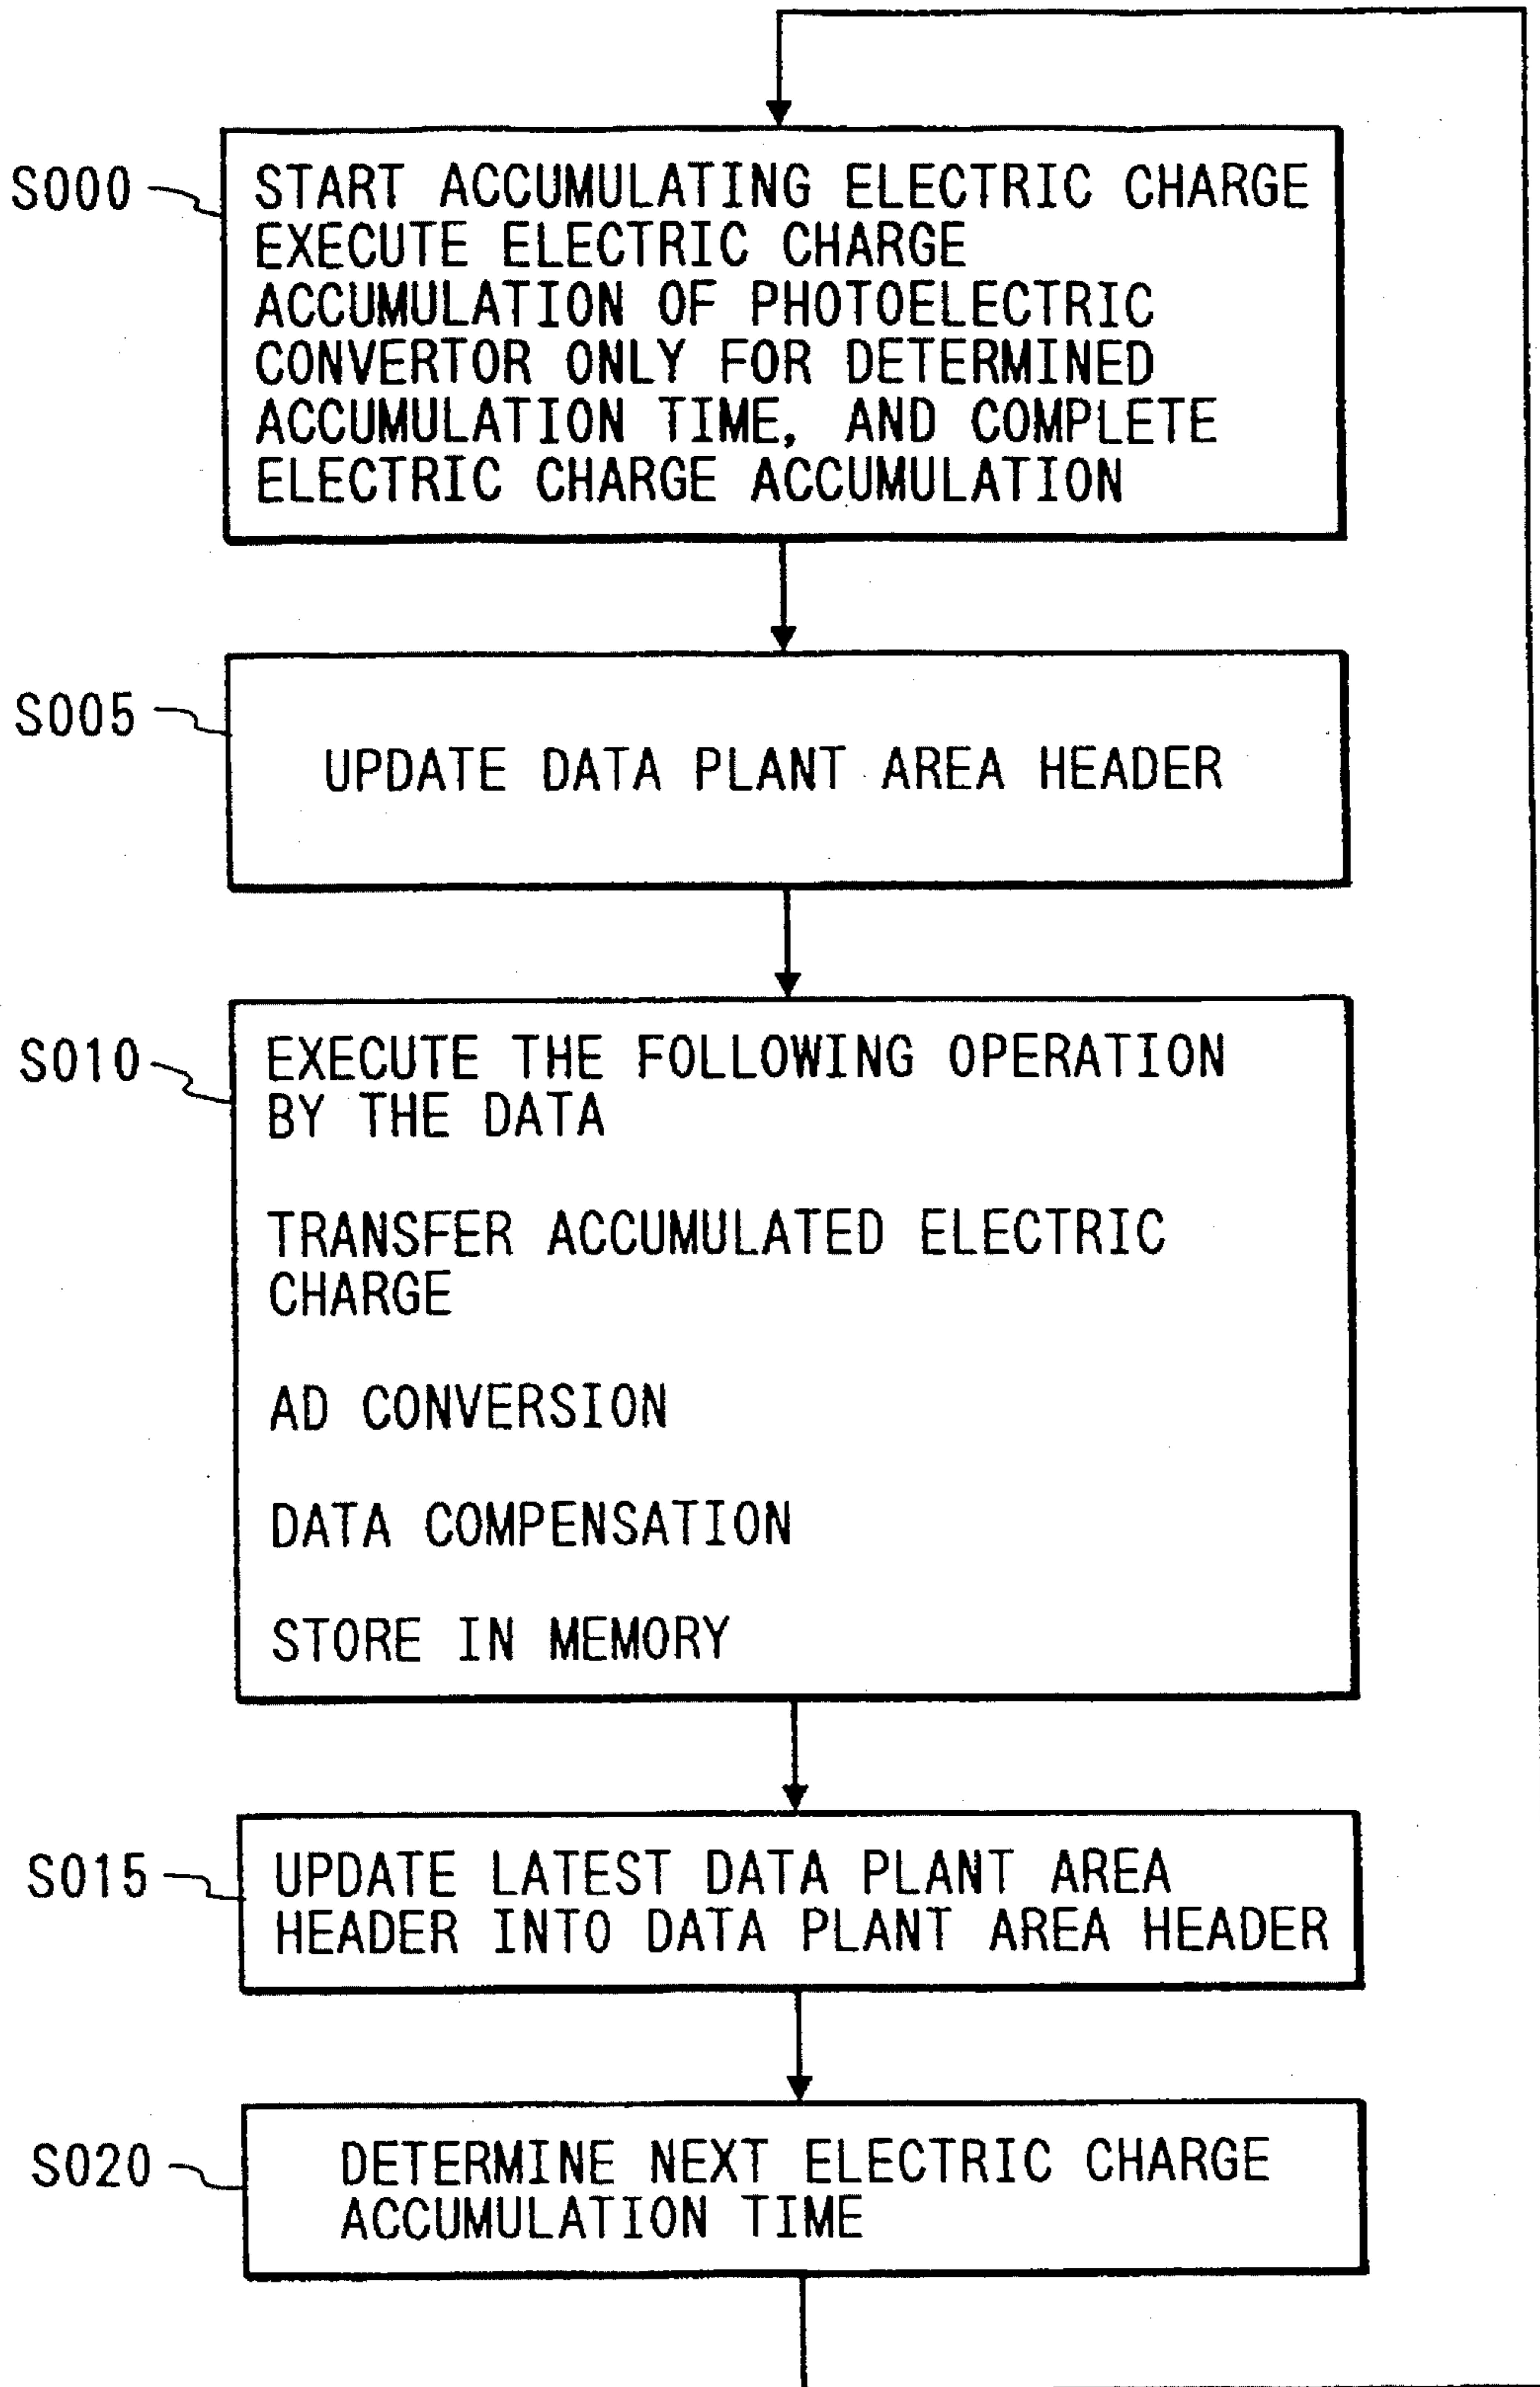 S000
START ACCUMULATING ELECTRIC CHARGE
EXECUTE ELECTRIC CHARGE
ACCUMULATION OF PHOTOELECTRIC
CONVERTOR ONLY FOR DETERMINED
ACCUMULATION TIME, AND COMPLETE
ELECTRIC CHARGE ACCUMULATION
S005
UPDATE DATA PLANT AREA HEADER
S010
EXECUTE THE FOLLOWING OPERATION
BY THE DATA
TRANSFER ACCUMULATED ELECTRIC
CHARGE
AD CONVERSION
DATA COMPENSATION
STORE IN MEMORY
S015
UPDATE LATEST DATA PLANT AREA
HEADER INTO DATA PLANT AREA HEADER
S020
DETERMINE NEXT ELECTRIC CHARGE
ACCUMULATION TIME